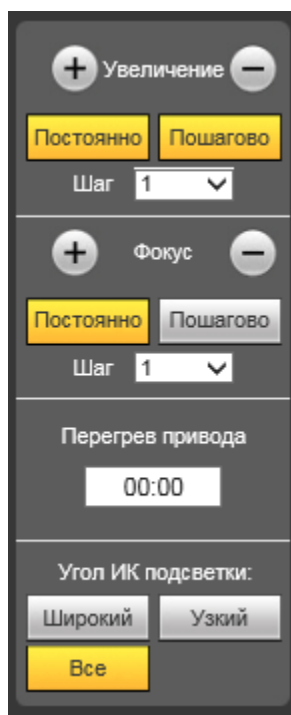 + Увеличение −
Постоянно Пошагово
Шаг 1
+ Фокус −
Постоянно Пошагово
Шаг 1
Перегрев привода
00:00
Угол ИК подсветки:
Широкий Узкий
Все